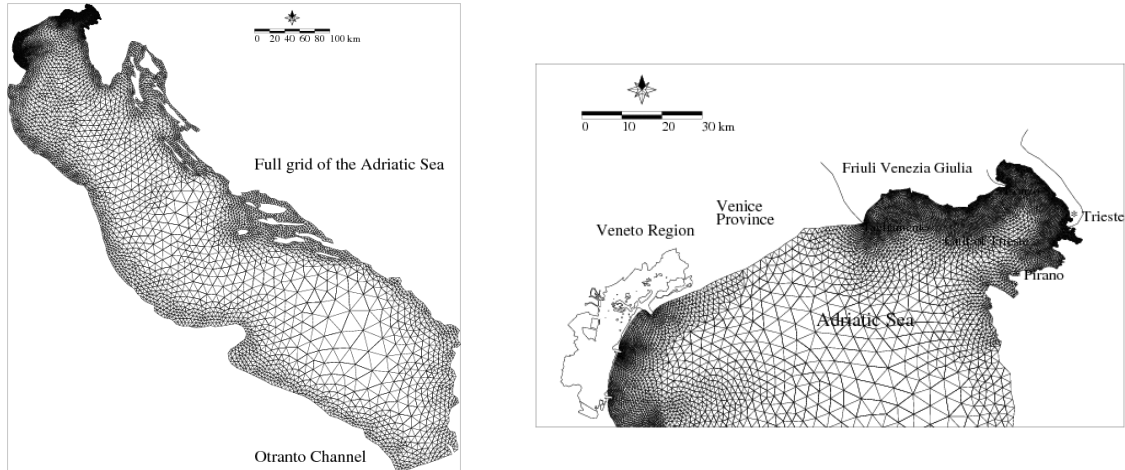 0 20 40 60 80 100 km
Full grid of the Adriatic Sea
Otranto Channel
0 10 20 30 km
Friuli Venezia Giulia
Venice
Province
Veneto Region
* Trieste
Gulf of Trieste
Pirano
Adriatic Sea